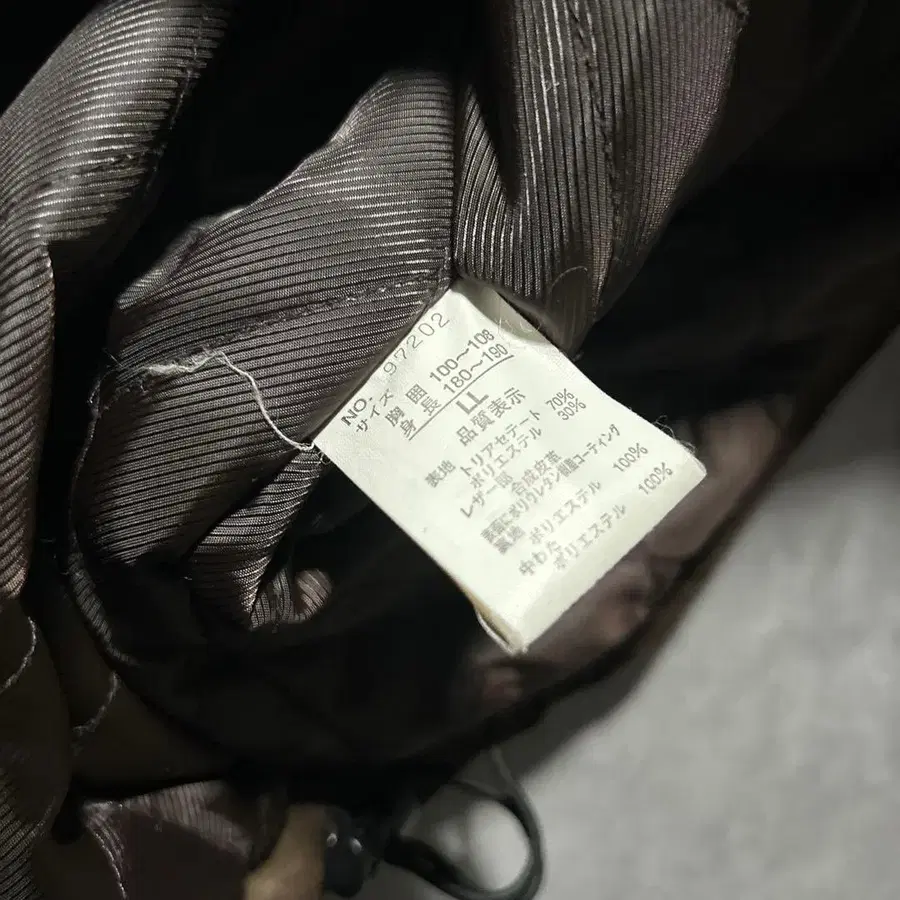 NO. 97202
サイズ
胸囲 100～108
身長 180～190
LL
品質表示
表地 トリアセテート 70%
ポリエステル 30%
レザー部 合成皮革
表面にポリウレタン樹脂コーティング
裏地 ポリエステル 100%
中わた
ポリエステル 100%